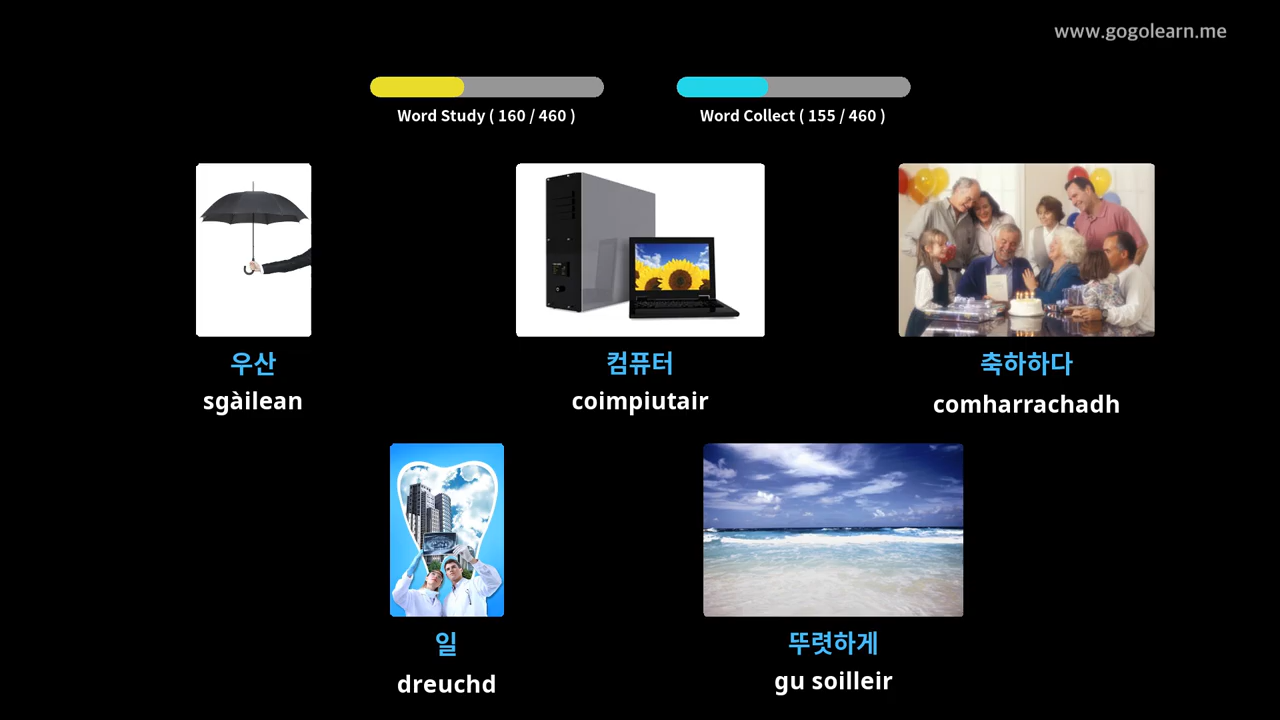 www.gogolearn.me
Word Study ( 160 / 460 )
Word Collect ( 155 / 460 )
우산
컴퓨터
축하하다
sgàilean
coimpiutair
comharrachadh
일
뚜렷하게
dreuchd
gu soilleir